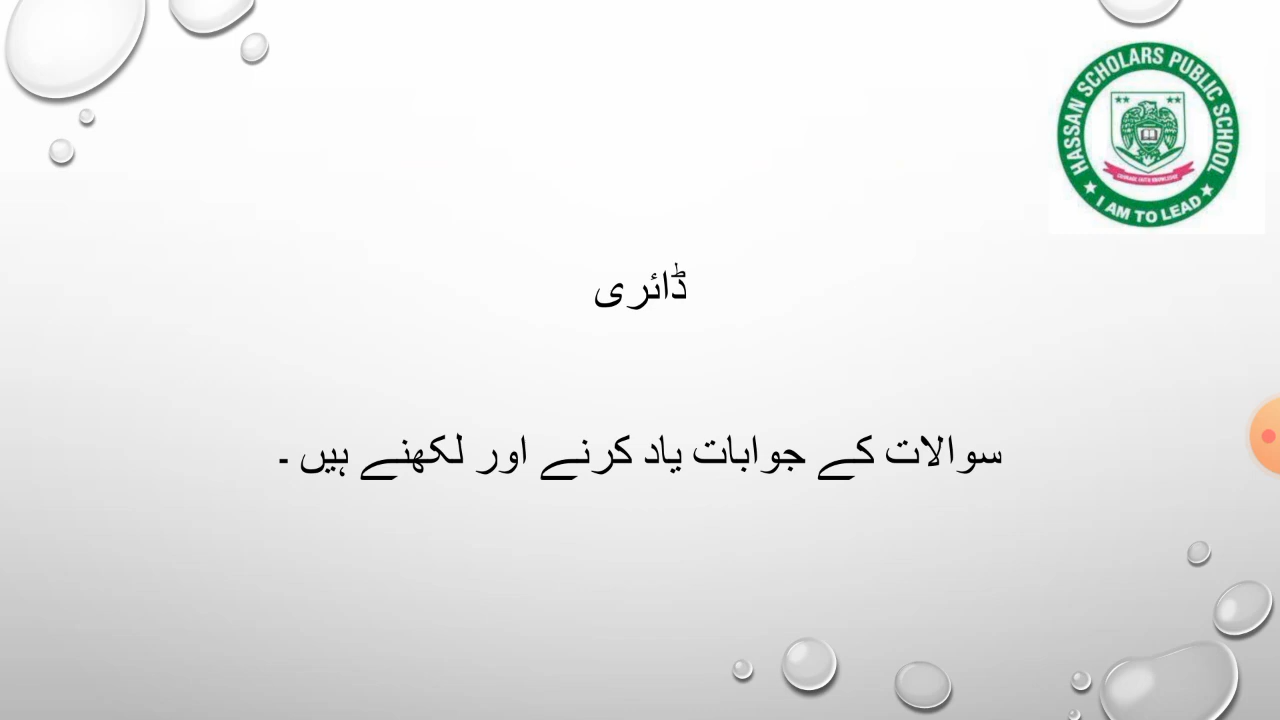 HASSAN SCHOLARS PUBLIC SCHOOL
I AM TO LEAD
ڈائری
سوالات کے جوابات یاد کرنے اور لکھنے ہیں ۔